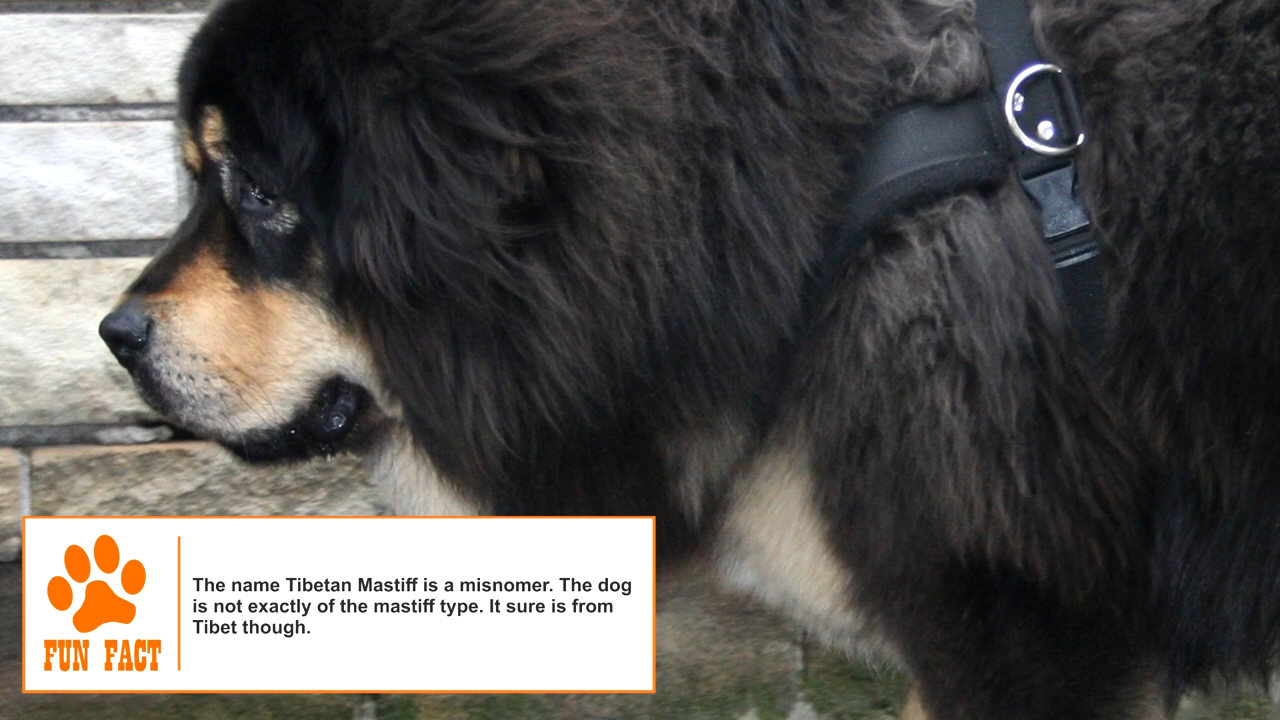 The name Tibetan Mastiff is a misnomer. The dog
is not exactly of the mastiff type. It sure is from
Tibet though.
FUN FACT